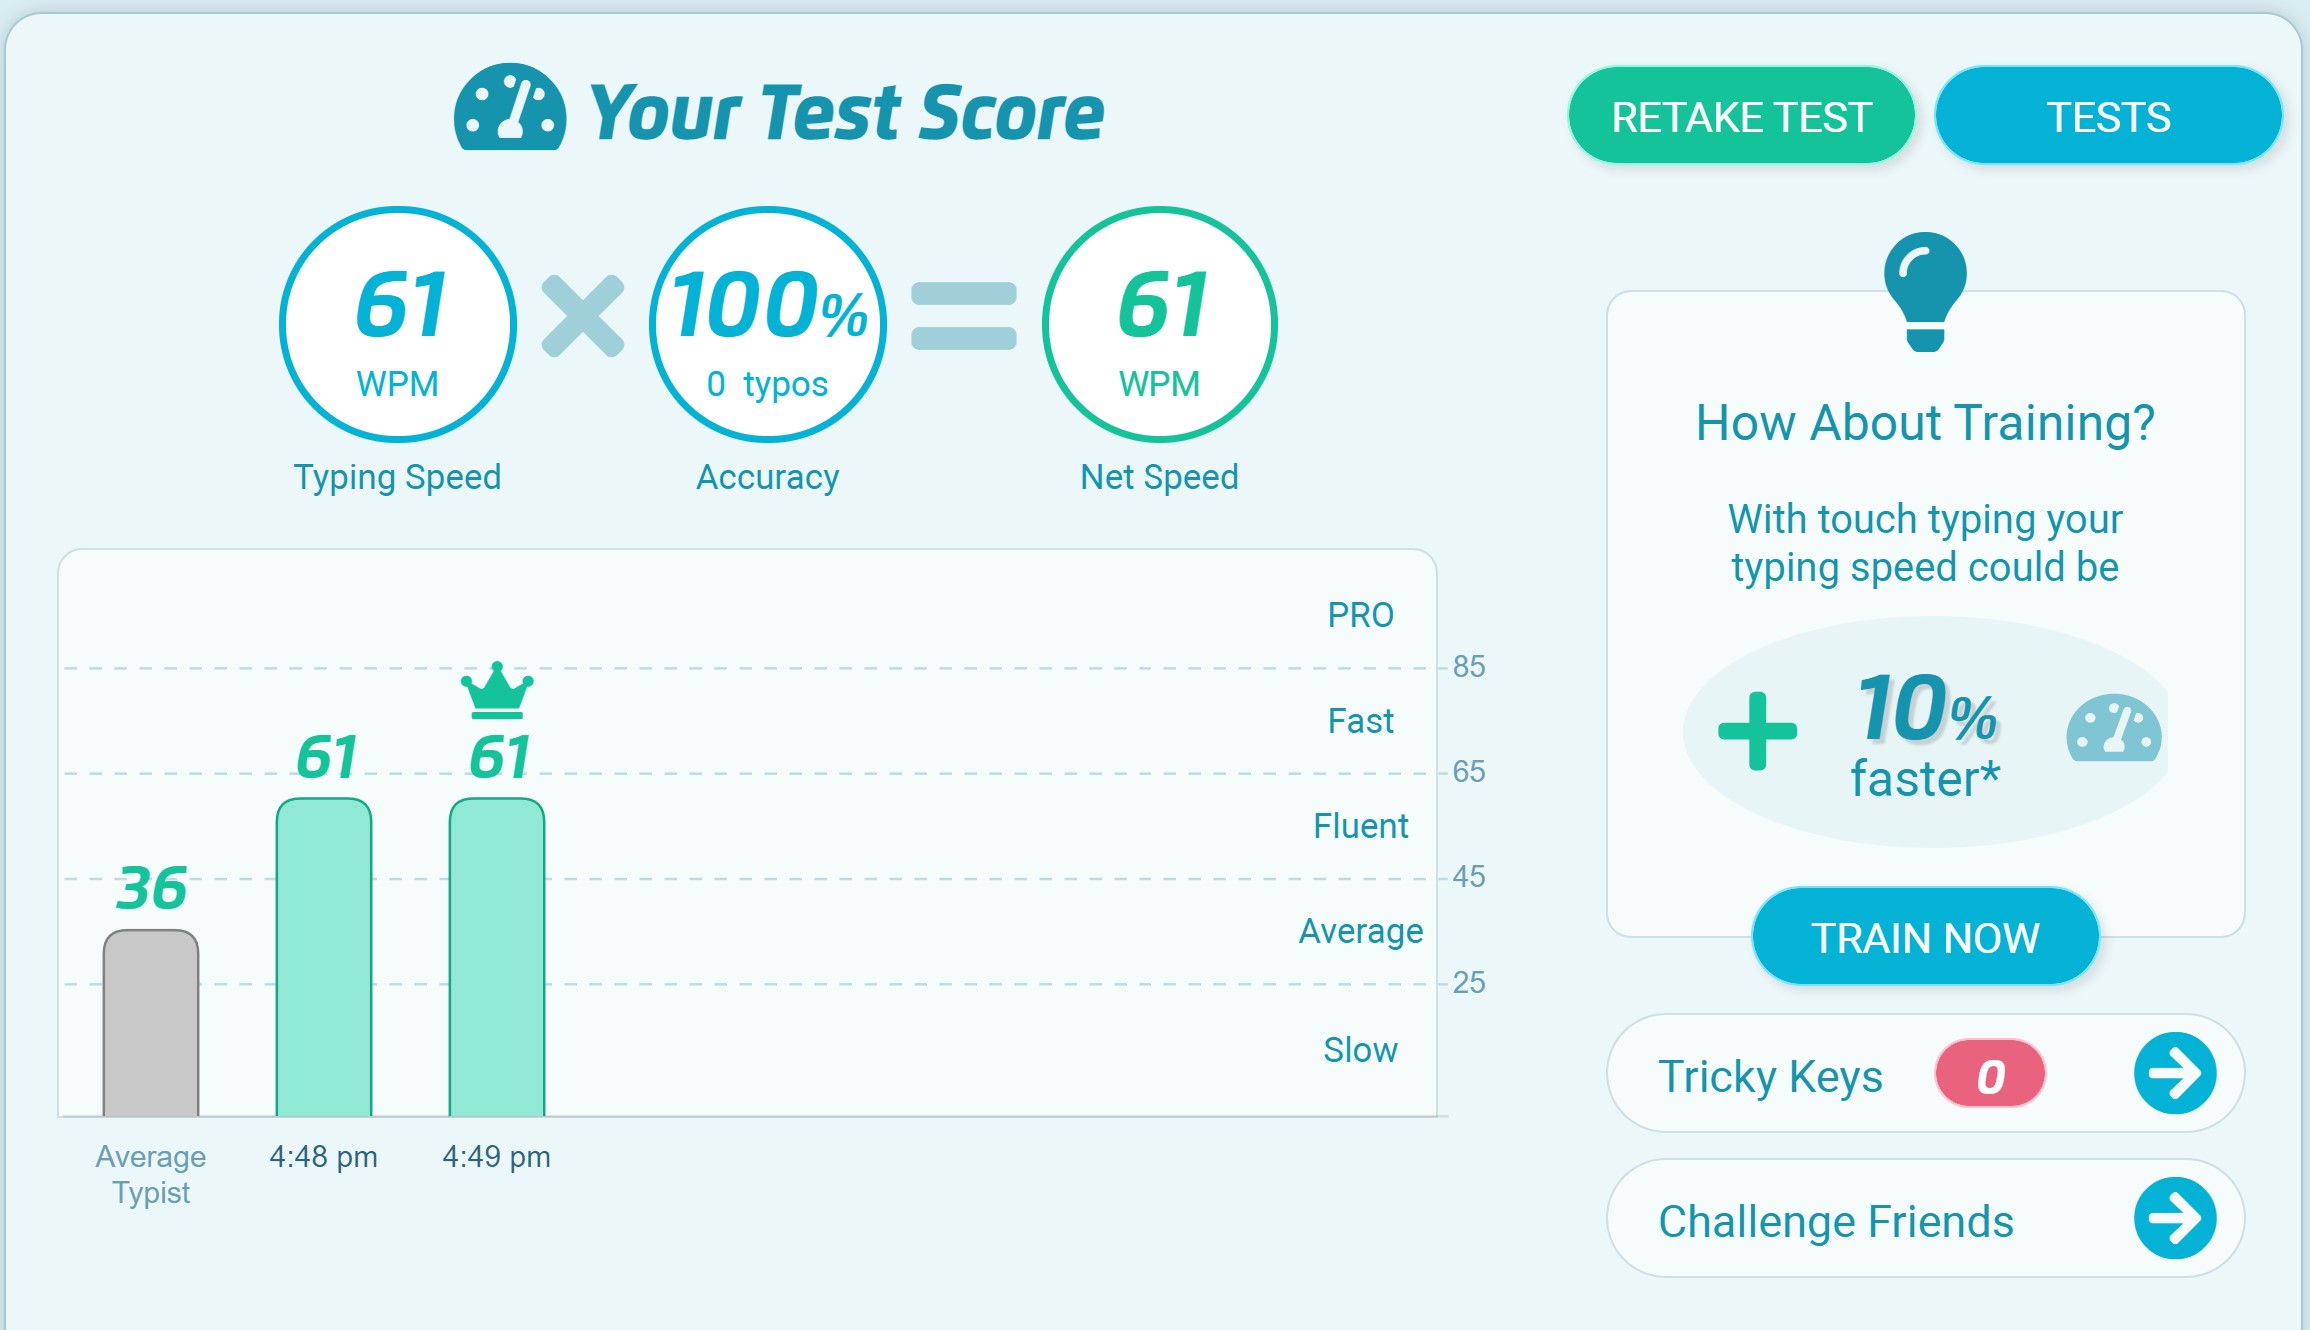 Your Test Score
RETAKE TEST
TESTS
61
WPM
Typing Speed
100%
0 typos
Accuracy
61
WPM
Net Speed
PRO
85
Fast
65
Fluent
45
Average
25
Slow
36
61
61
Average
Typist
4:48 pm
4:49 pm
How About Training?
With touch typing your
typing speed could be
10%
faster*
TRAIN NOW
Tricky Keys 0
Challenge Friends